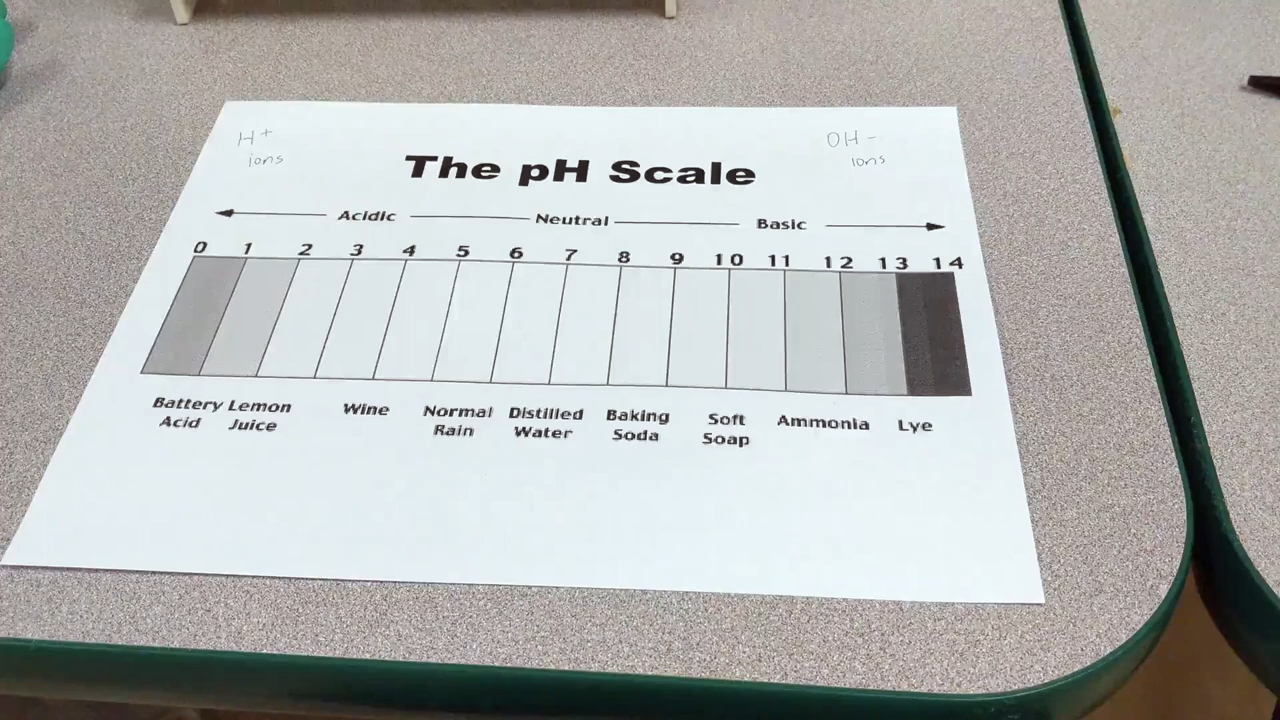 H+ OH-
ions ions
The pH Scale
Acidic Neutral Basic
0 1 2 3 4 5 6 7 8 9 10 11 12 13 14
Battery Lemon Wine Normal Distilled Baking Soft Ammonia Lye
Acid Juice Rain Water Soda Soap